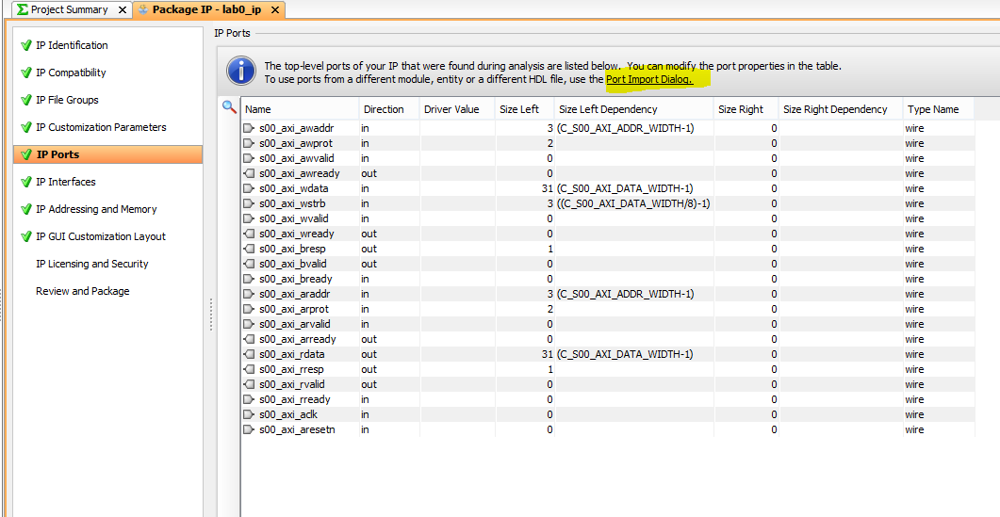 Project Summary × Package IP - lab0_ip ×
IP Identification
IP Compatibility
IP File Groups
IP Customization Parameters
IP Ports
IP Interfaces
IP Addressing and Memory
IP GUI Customization Layout
IP Licensing and Security
Review and Package
IP Ports
The top-level ports of your IP that were found during analysis are listed below. You can modify the port properties in the table.
To use ports from a different module, entity or a different HDL file, use the Port Import Dialog.
Name Direction Driver Value Size Left Size Left Dependency Size Right Size Right Dependency Type Name
s00_axi_awaddr in 3 (C_S00_AXI_ADDR_WIDTH-1) 0 wire
s00_axi_awprot in 2 0 wire
s00_axi_awvalid in 0 0 wire
s00_axi_awready out 0 0 wire
s00_axi_wdata in 31 (C_S00_AXI_DATA_WIDTH-1) 0 wire
s00_axi_wstrb in 3 ((C_S00_AXI_DATA_WIDTH/8)-1) 0 wire
s00_axi_wvalid in 0 0 wire
s00_axi_wready out 0 0 wire
s00_axi_bresp out 1 0 wire
s00_axi_bvalid out 0 0 wire
s00_axi_bready in 0 0 wire
s00_axi_araddr in 3 (C_S00_AXI_ADDR_WIDTH-1) 0 wire
s00_axi_arprot in 2 0 wire
s00_axi_arvalid in 0 0 wire
s00_axi_arready out 0 0 wire
s00_axi_rdata out 31 (C_S00_AXI_DATA_WIDTH-1) 0 wire
s00_axi_rresp out 1 0 wire
s00_axi_rvalid out 0 0 wire
s00_axi_rready in 0 0 wire
s00_axi_aclk in 0 0 wire
s00_axi_aresetn in 0 0 wire